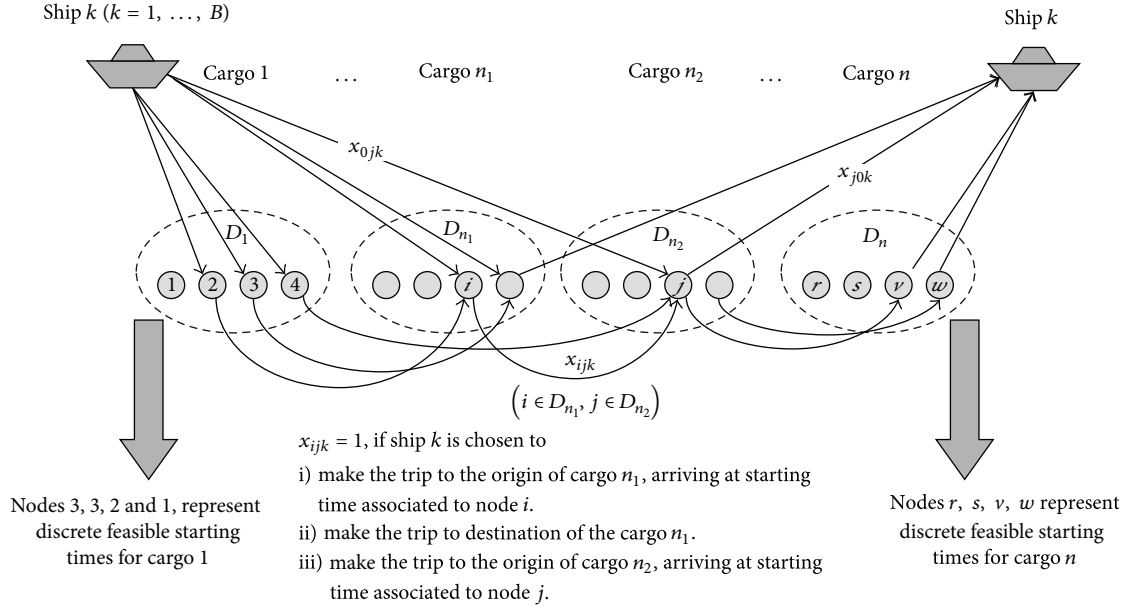 Ship k (k = 1, …, B)
Ship k
Cargo 1
…
Cargo n₁
Cargo n₂
…
Cargo n
x₀ⱼₖ
xⱼ₀ₖ
D₁
Dₙ₁
Dₙ₂
Dₙ
1 2 3 4 i j r s v w
xᵢⱼₖ
(i ∈ Dₙ₁, j ∈ Dₙ₂)
xᵢⱼₖ = 1, if ship k is chosen to
i) make the trip to the origin of cargo n₁, arriving at starting
time associated to node i.
ii) make the trip to destination of the cargo n₁.
iii) make the trip to the origin of cargo n₂, arriving at starting
time associated to node j.
Nodes 3, 3, 2 and 1, represent
discrete feasible starting
times for cargo 1
Nodes r, s, v, w represent
discrete feasible starting
times for cargo n